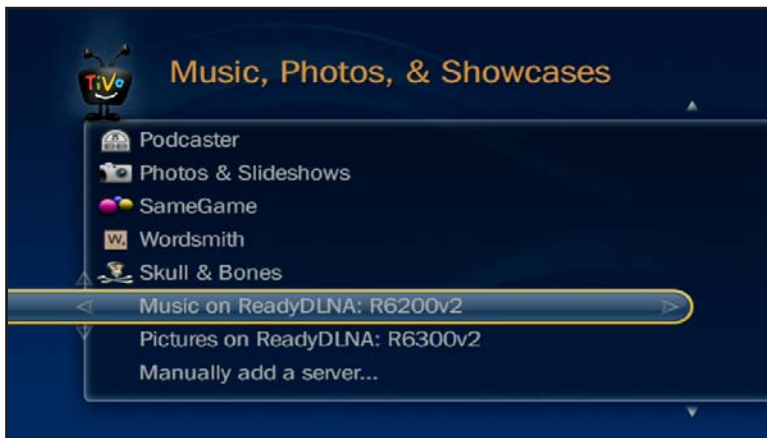 TiVo
Music, Photos, & Showcases
Podcaster
Photos & Slideshows
SameGame
W. Wordsmith
Skull & Bones
Music on ReadyDLNA: R6200v2
Pictures on ReadyDLNA: R6300v2
Manually add a server...